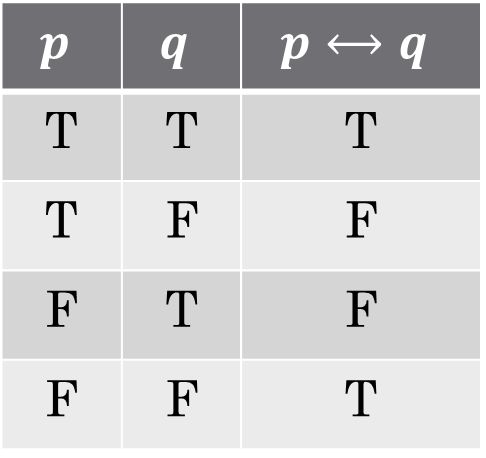 p q p ↔ q
T T T
T F F
F T F
F F T